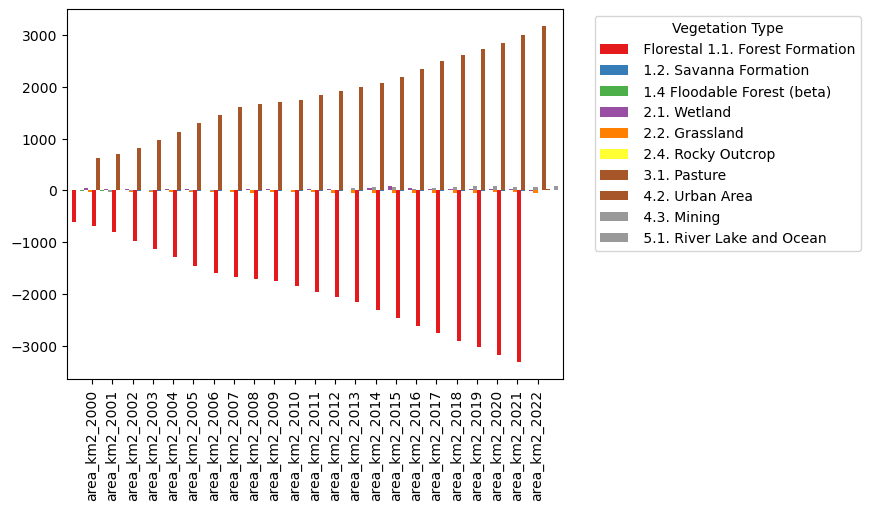 Vegetation Type
Florestal 1.1. Forest Formation
1.2. Savanna Formation
1.4 Floodable Forest (beta)
2.1. Wetland
2.2. Grassland
2.4. Rocky Outcrop
3.1. Pasture
4.2. Urban Area
4.3. Mining
5.1. River Lake and Ocean
3000
2000
1000
0
−1000
−2000
−3000
area_km2_2000
area_km2_2001
area_km2_2002
area_km2_2003
area_km2_2004
area_km2_2005
area_km2_2006
area_km2_2007
area_km2_2008
area_km2_2009
area_km2_2010
area_km2_2011
area_km2_2012
area_km2_2013
area_km2_2014
area_km2_2015
area_km2_2016
area_km2_2017
area_km2_2018
area_km2_2019
area_km2_2020
area_km2_2021
area_km2_2022